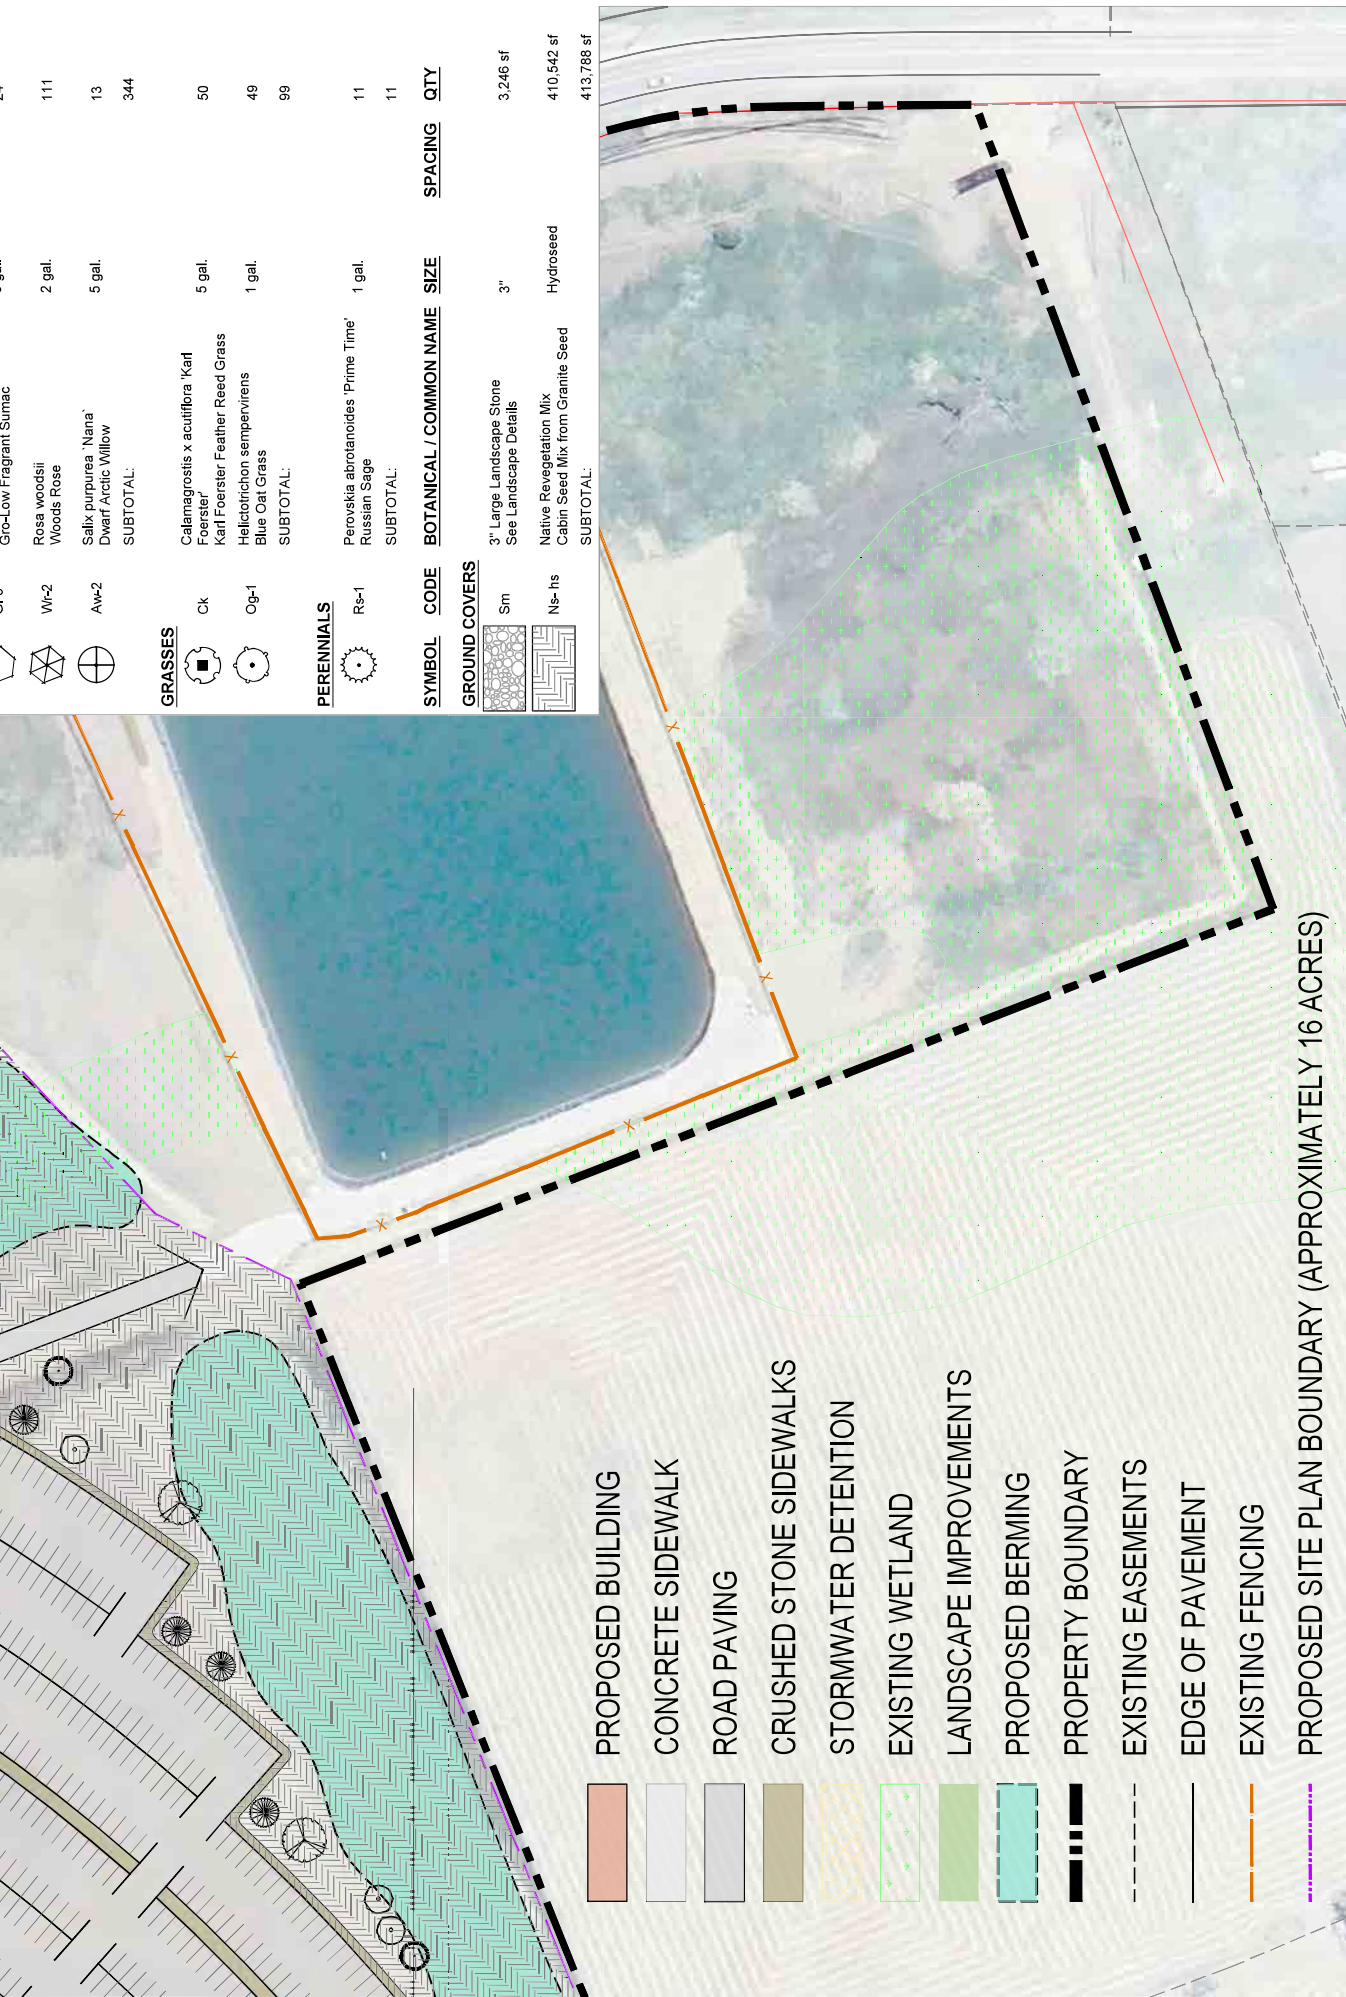 Gro-Low Fragrant Sumac
Wr-2 Rosa woodsii 2 gal. 111
Woods Rose
Aw-2 Salix purpurea `Nana` 5 gal. 13
Dwarf Arctic Willow
SUBTOTAL: 344
GRASSES
Ck Calamagrostis x acutiflora 'Karl 5 gal. 50
Foerster'
Karl Foerster Feather Reed Grass
Og-1 Helictotrichon sempervirens 1 gal. 49
Blue Oat Grass
SUBTOTAL: 99
PERENNIALS
Rs-1 Perovskia abrotanoides 'Prime Time' 1 gal. 11
Russian Sage
SUBTOTAL: 11
SYMBOL CODE BOTANICAL / COMMON NAME SIZE SPACING QTY
GROUND COVERS
Sm 3" Large Landscape Stone 3" 3,246 sf
See Landscape Details
Ns- hs Native Revegetation Mix Hydroseed 410,542 sf
Cabin Seed Mix from Granite Seed
SUBTOTAL: 413,788 sf
X
X
X
X
X
X
PROPOSED BUILDING
CONCRETE SIDEWALK
ROAD PAVING
CRUSHED STONE SIDEWALKS
STORMWATER DETENTION
EXISTING WETLAND
LANDSCAPE IMPROVEMENTS
PROPOSED BERMING
PROPERTY BOUNDARY
EXISTING EASEMENTS
EDGE OF PAVEMENT
EXISTING FENCING
PROPOSED SITE PLAN BOUNDARY (APPROXIMATELY 16 ACRES)